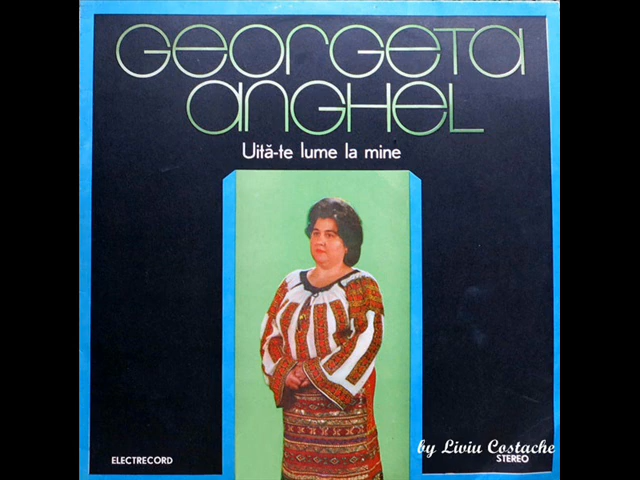 GEORGETA
ANGHEL
Uită-te lume la mine
by Liviu Costache
ELECTRECORD
STEREO